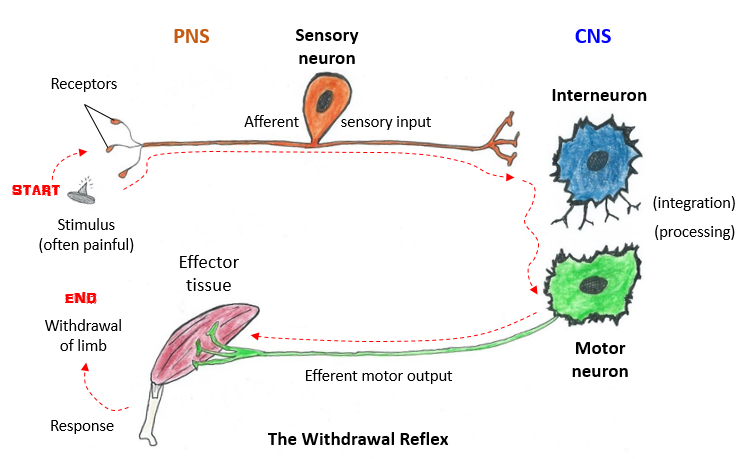 PNS
Sensory
neuron
CNS
Receptors
Interneuron
Afferent
sensory input
START
Stimulus
(often painful)
(integration)
(processing)
Effector
tissue
END
Withdrawal
of limb
Motor
neuron
Efferent motor output
Response
The Withdrawal Reflex